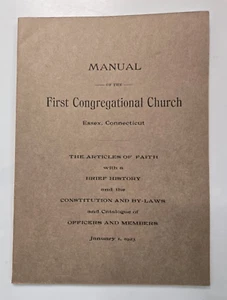 MANUAL
OF THE
First Congregational Church
Essex, Connecticut
THE ARTICLES OF FAITH
with a
BRIEF HISTORY
and the
CONSTITUTION AND BY-LAWS
and Catalogue of
OFFICERS AND MEMBERS
January 1,